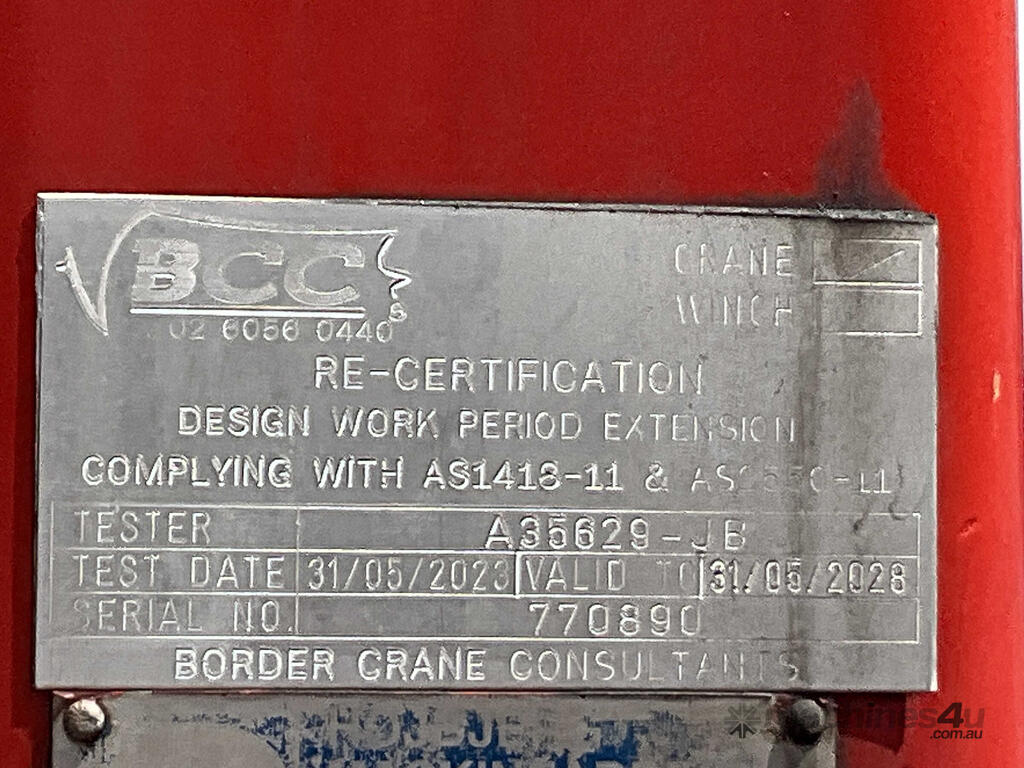 BCC
02 6056 0440
CRANE
WINCH
RE-CERTIFICATION
DESIGN WORK PERIOD EXTENSION
COMPLYING WITH AS1418-11 & AS2550-11
TESTER A35629-JB
TEST DATE 31/05/2023 VALID TO 31/05/2028
SERIAL NO. 770890
BORDER CRANE CONSULTANTS
machines4u
.com.au